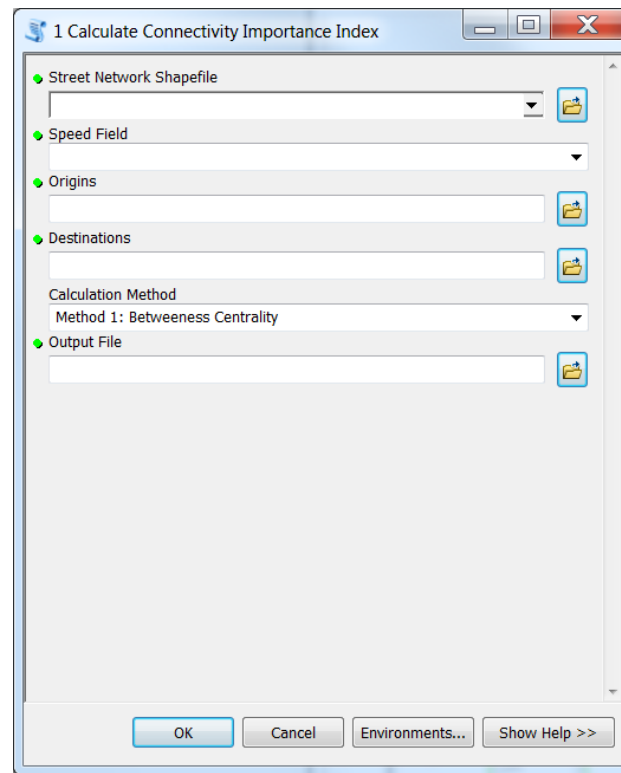 1 Calculate Connectivity Importance Index
Street Network Shapefile
Speed Field
Origins
Destinations
Calculation Method
Method 1: Betweeness Centrality
Output File
OK Cancel Environments... Show Help >>